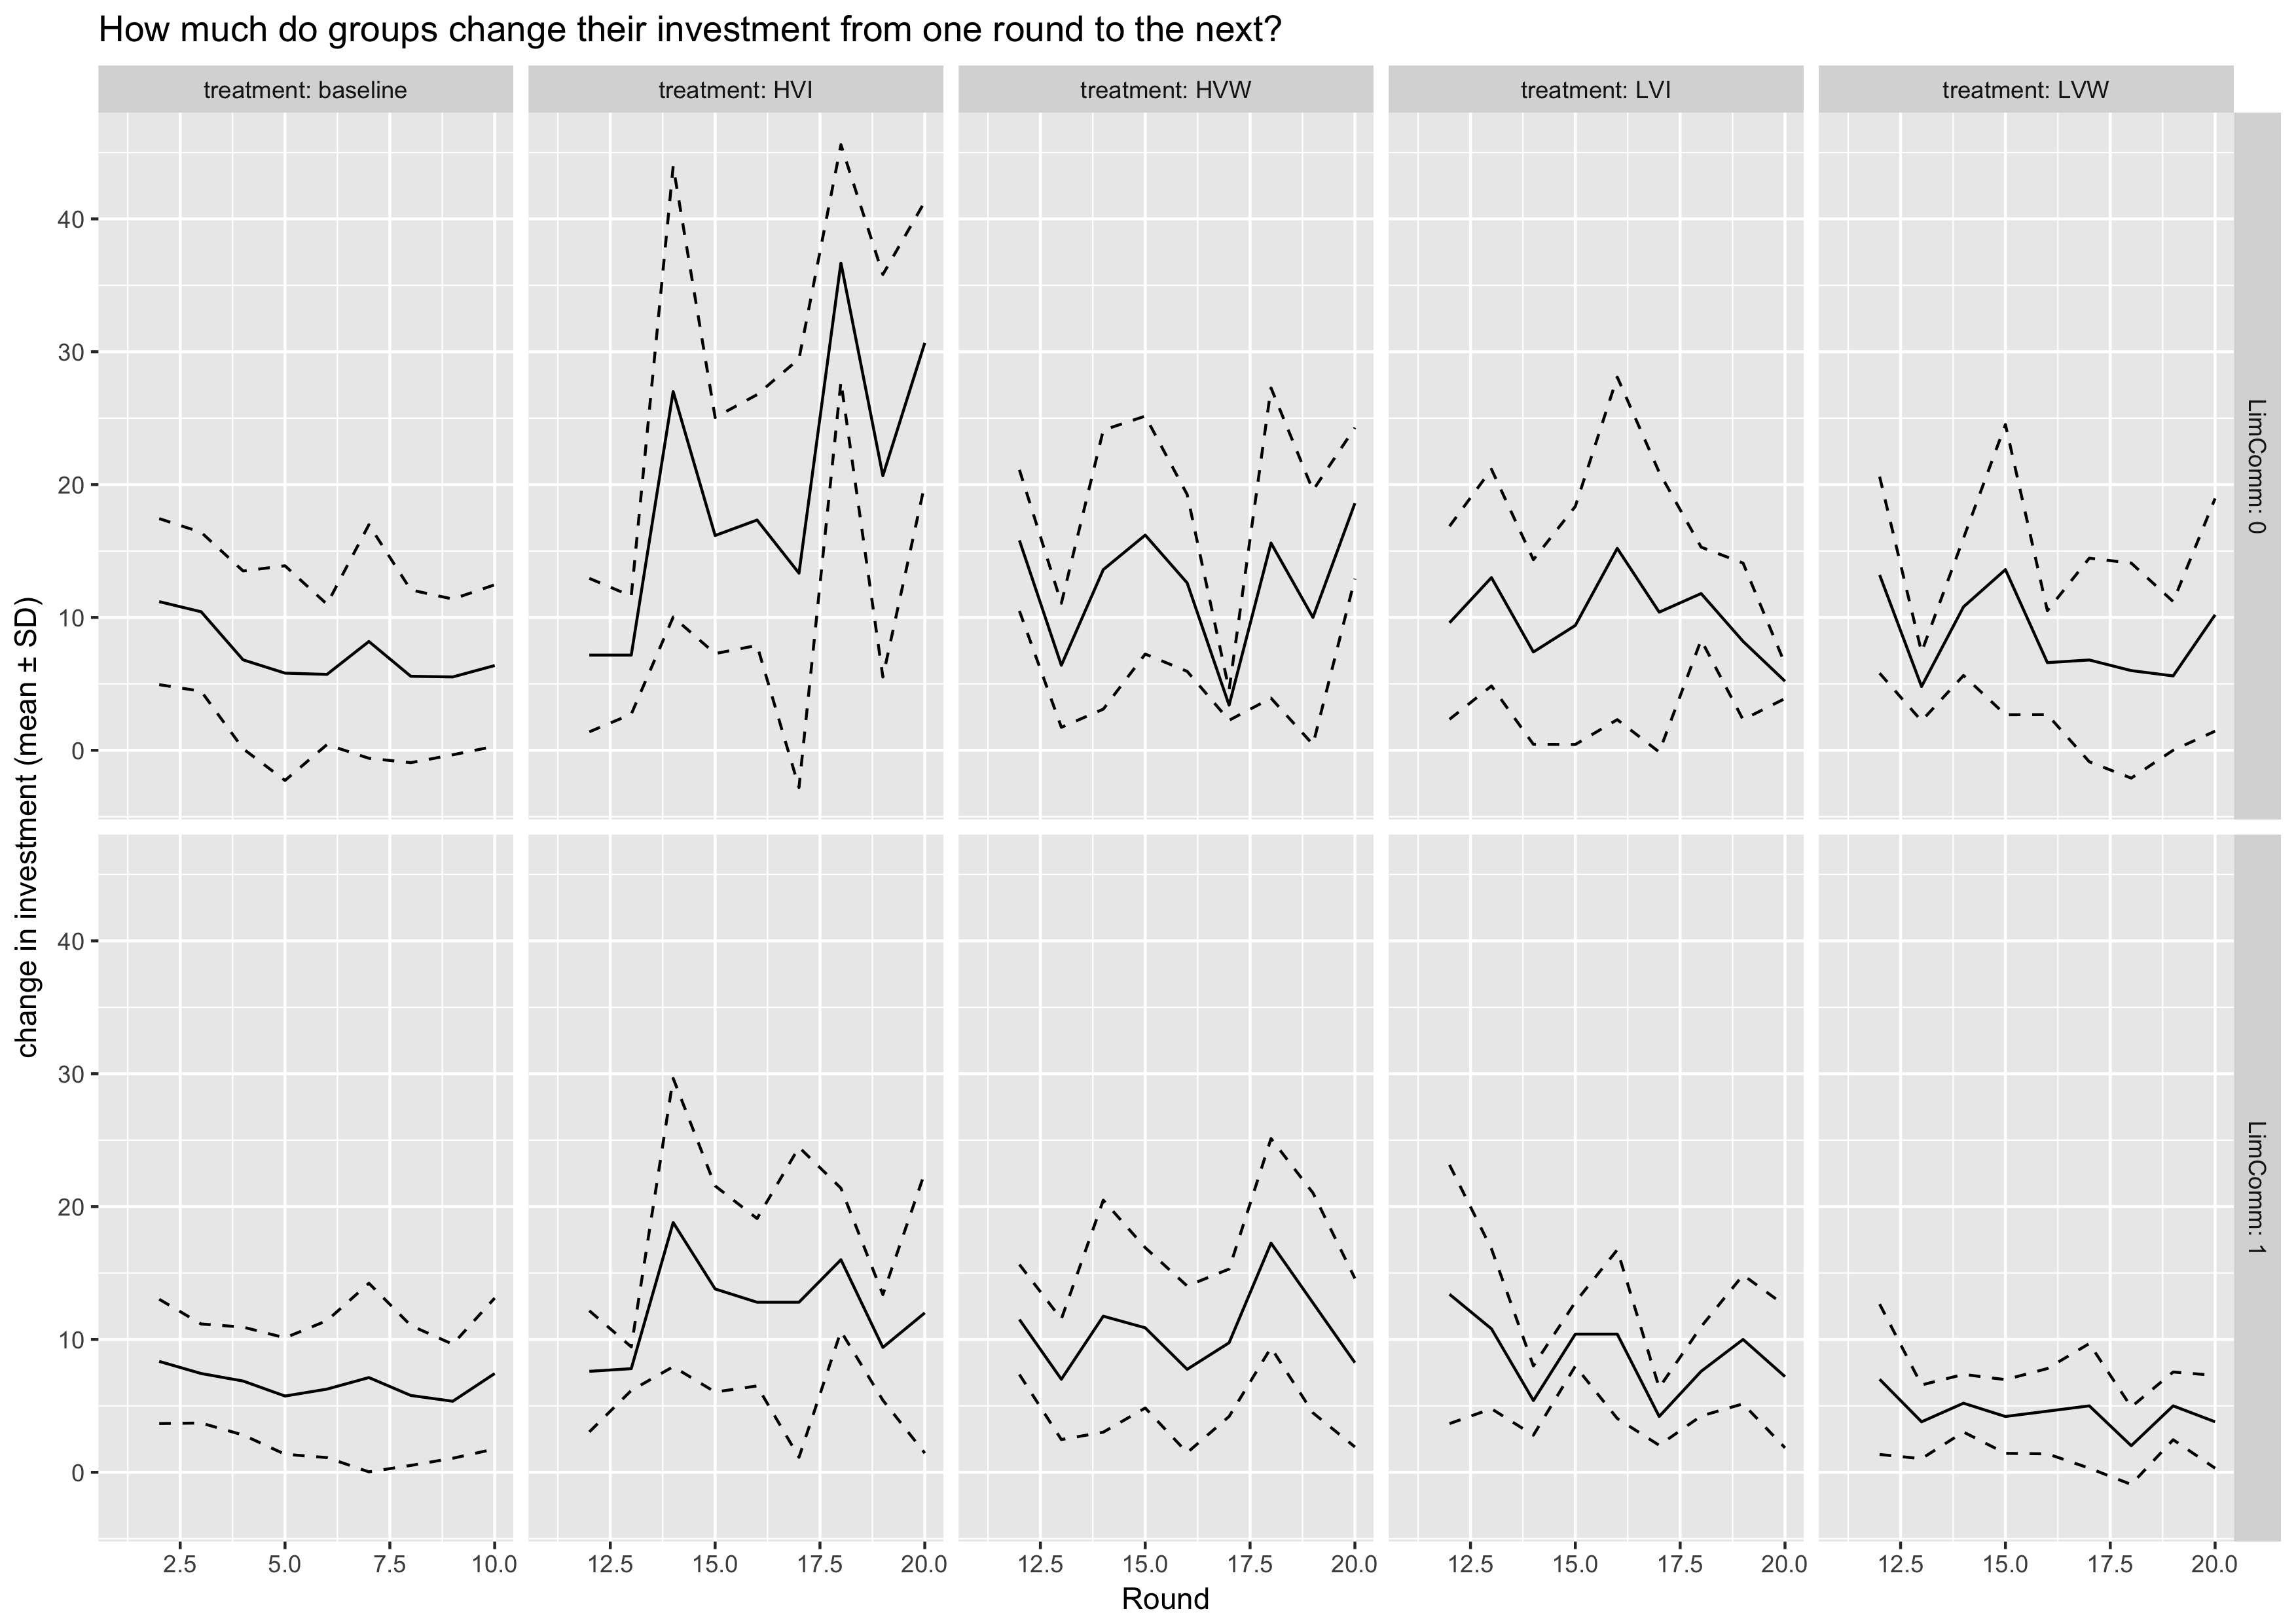 How much do groups change their investment from one round to the next?
treatment: baseline
treatment: HVI
treatment: HVW
treatment: LVI
treatment: LVW
change in investment (mean ± SD)
40
30
20
10
0
LimComm: 0
40
30
20
10
0
LimComm: 1
2.5 5.0 7.5 10.0
12.5 15.0 17.5 20.0
12.5 15.0 17.5 20.0
12.5 15.0 17.5 20.0
12.5 15.0 17.5 20.0
Round